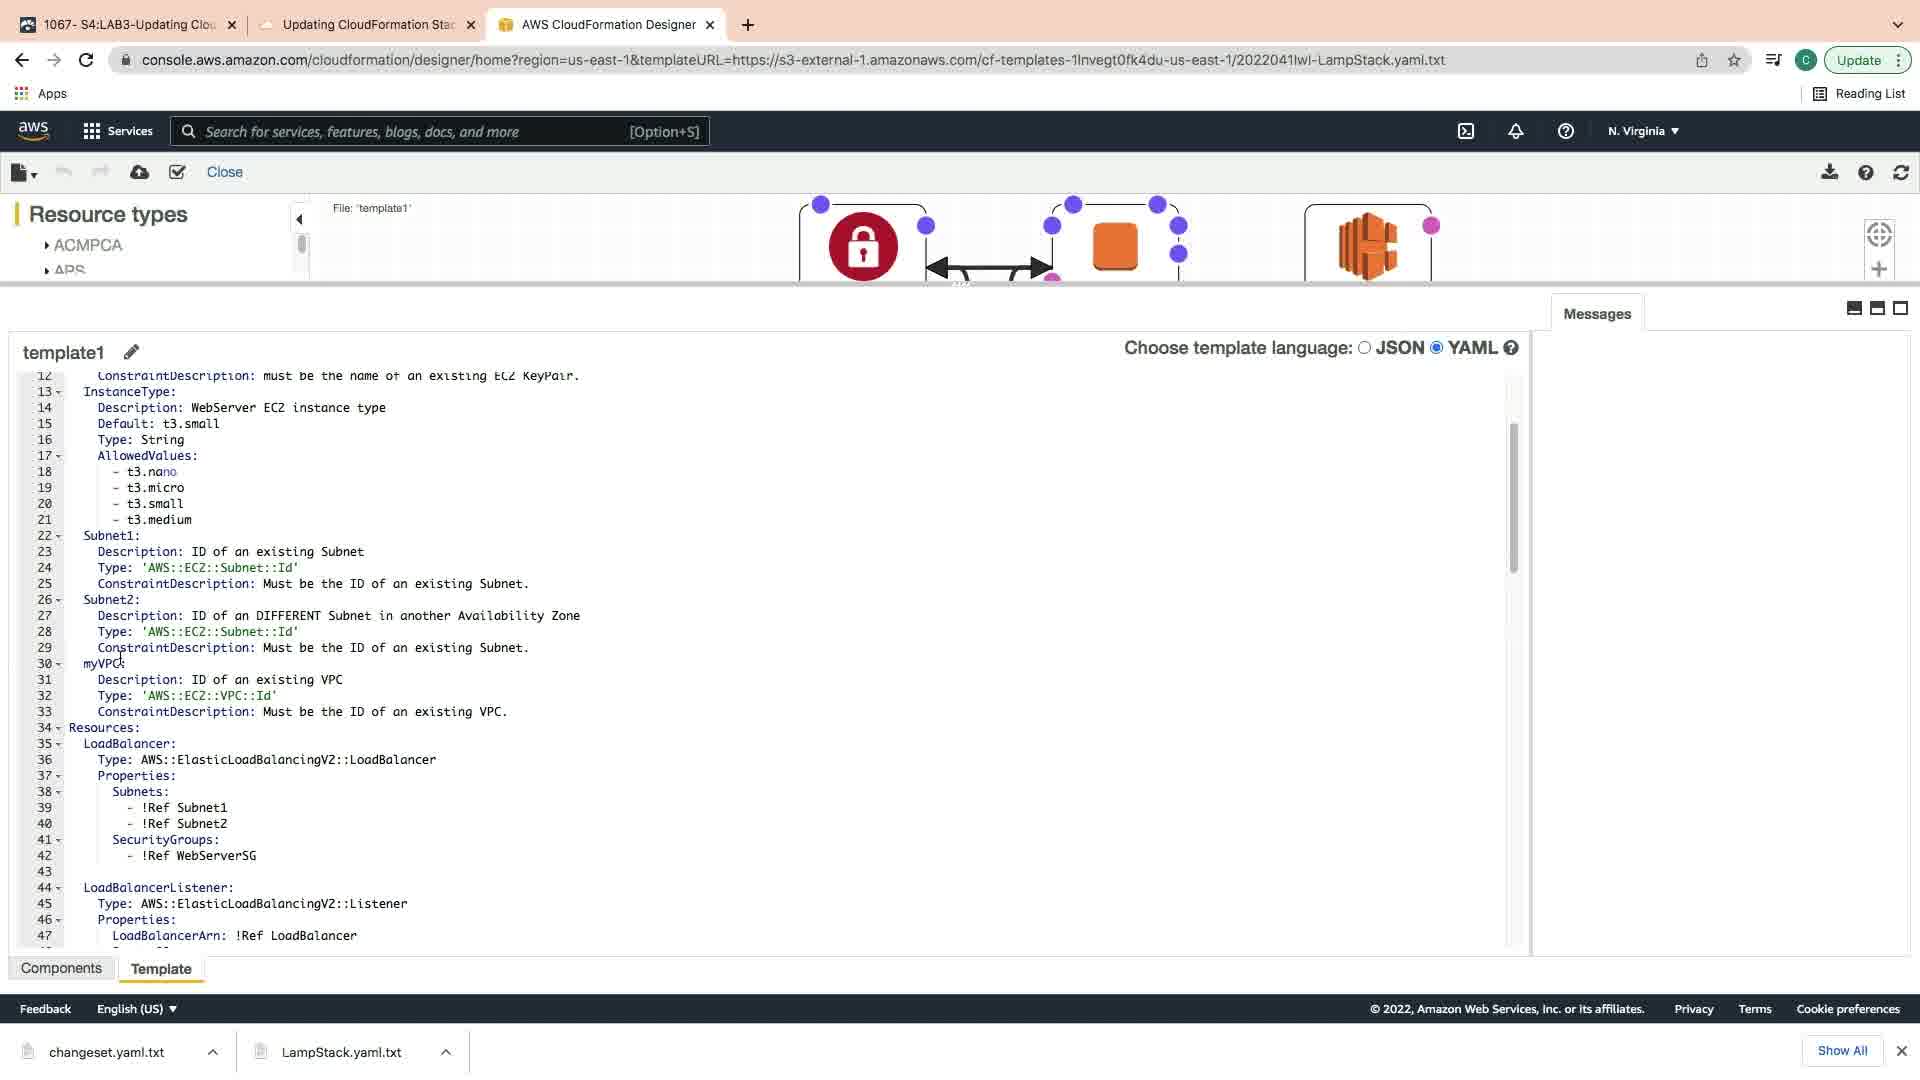 1067- S4:LAB3-Updating Clou
Updating CloudFormation Stac
AWS CloudFormation Designer
console.aws.amazon.com/cloudformation/designer/home?region=us-east-1&templateURL=https://s3-external-1.amazonaws.com/cf-templates-1lnvegt0fk4du-us-east-1/2022041lwl-LampStack.yaml.txt
C
Update
Apps
Reading List
aws
Services
Search for services, features, blogs, docs, and more
[Option+S]
N. Virginia
Close
Resource types
ACMPCA
APS
File: 'template1'
Messages
template1
Choose template language: JSON YAML
12 ConstraintDescription: must be the name of an existing EC2 KeyPair.
13 InstanceType:
14 Description: WebServer EC2 instance type
15 Default: t3.small
16 Type: String
17 AllowedValues:
18 - t3.nano
19 - t3.micro
20 - t3.small
21 - t3.medium
22 Subnet1:
23 Description: ID of an existing Subnet
24 Type: 'AWS::EC2::Subnet::Id'
25 ConstraintDescription: Must be the ID of an existing Subnet.
26 Subnet2:
27 Description: ID of an DIFFERENT Subnet in another Availability Zone
28 Type: 'AWS::EC2::Subnet::Id'
29 ConstraintDescription: Must be the ID of an existing Subnet.
30 myVPC:
31 Description: ID of an existing VPC
32 Type: 'AWS::EC2::VPC::Id'
33 ConstraintDescription: Must be the ID of an existing VPC.
34 Resources:
35 LoadBalancer:
36 Type: AWS::ElasticLoadBalancingV2::LoadBalancer
37 Properties:
38 Subnets:
39 - !Ref Subnet1
40 - !Ref Subnet2
41 SecurityGroups:
42 - !Ref WebServerSG
43
44 LoadBalancerListener:
45 Type: AWS::ElasticLoadBalancingV2::Listener
46 Properties:
47 LoadBalancerArn: !Ref LoadBalancer
Components
Template
Feedback
English (US)
© 2022, Amazon Web Services, Inc. or its affiliates.
Privacy
Terms
Cookie preferences
changeset.yaml.txt
LampStack.yaml.txt
Show All